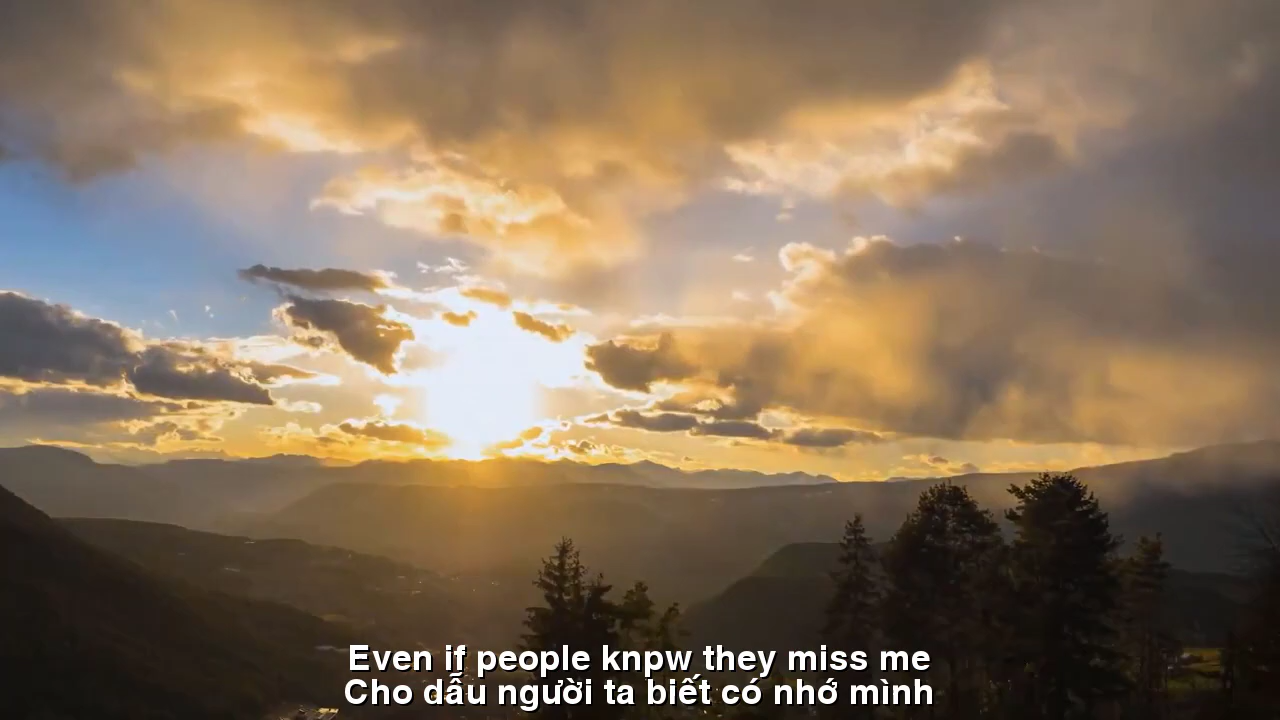 Even if people knpw they miss me
Cho dẫu người ta biết có nhớ mình